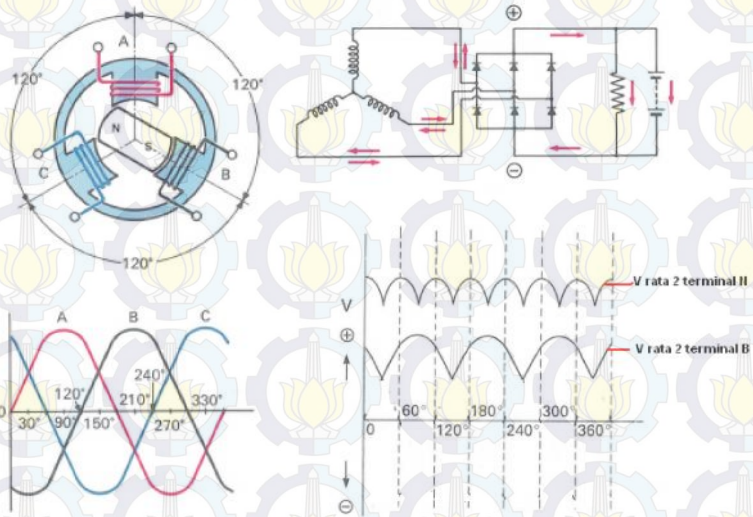 A
120°
120°
N
S
C
B
120°
⊕
⊖
A
B
C
0
30°
90°
120°
150°
210°
240°
270°
330°
V
⊕
⊖
V rata 2 terminal N
V rata 2 terminal B
0
60°
120°
180°
240°
300°
360°